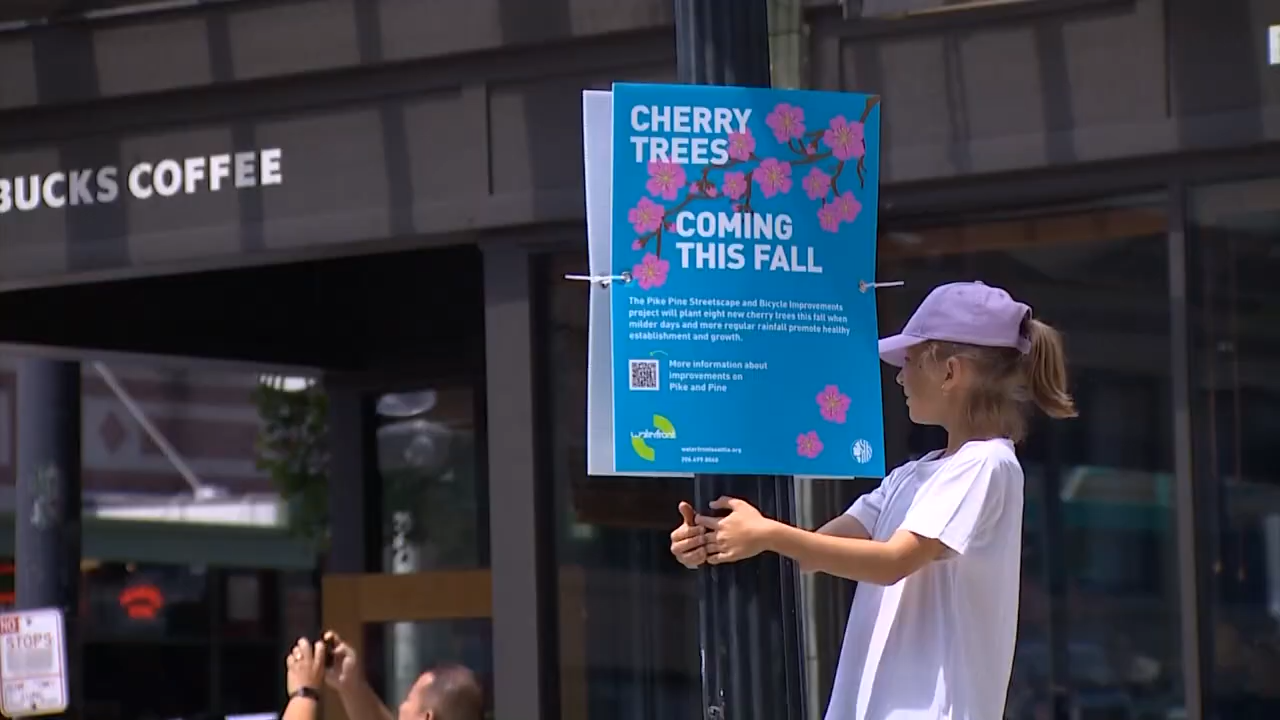 BUCKS COFFEE
CHERRY
TREES
COMING
THIS FALL
The Pike Pine Streetscape and Bicycle Improvements
project will plant eight new cherry trees this fall when
milder days and more regular rainfall promote healthy
establishment and growth.
More information about
improvements on
Pike and Pine
waterfront
waterfrontseattle.org
NO
STOPS